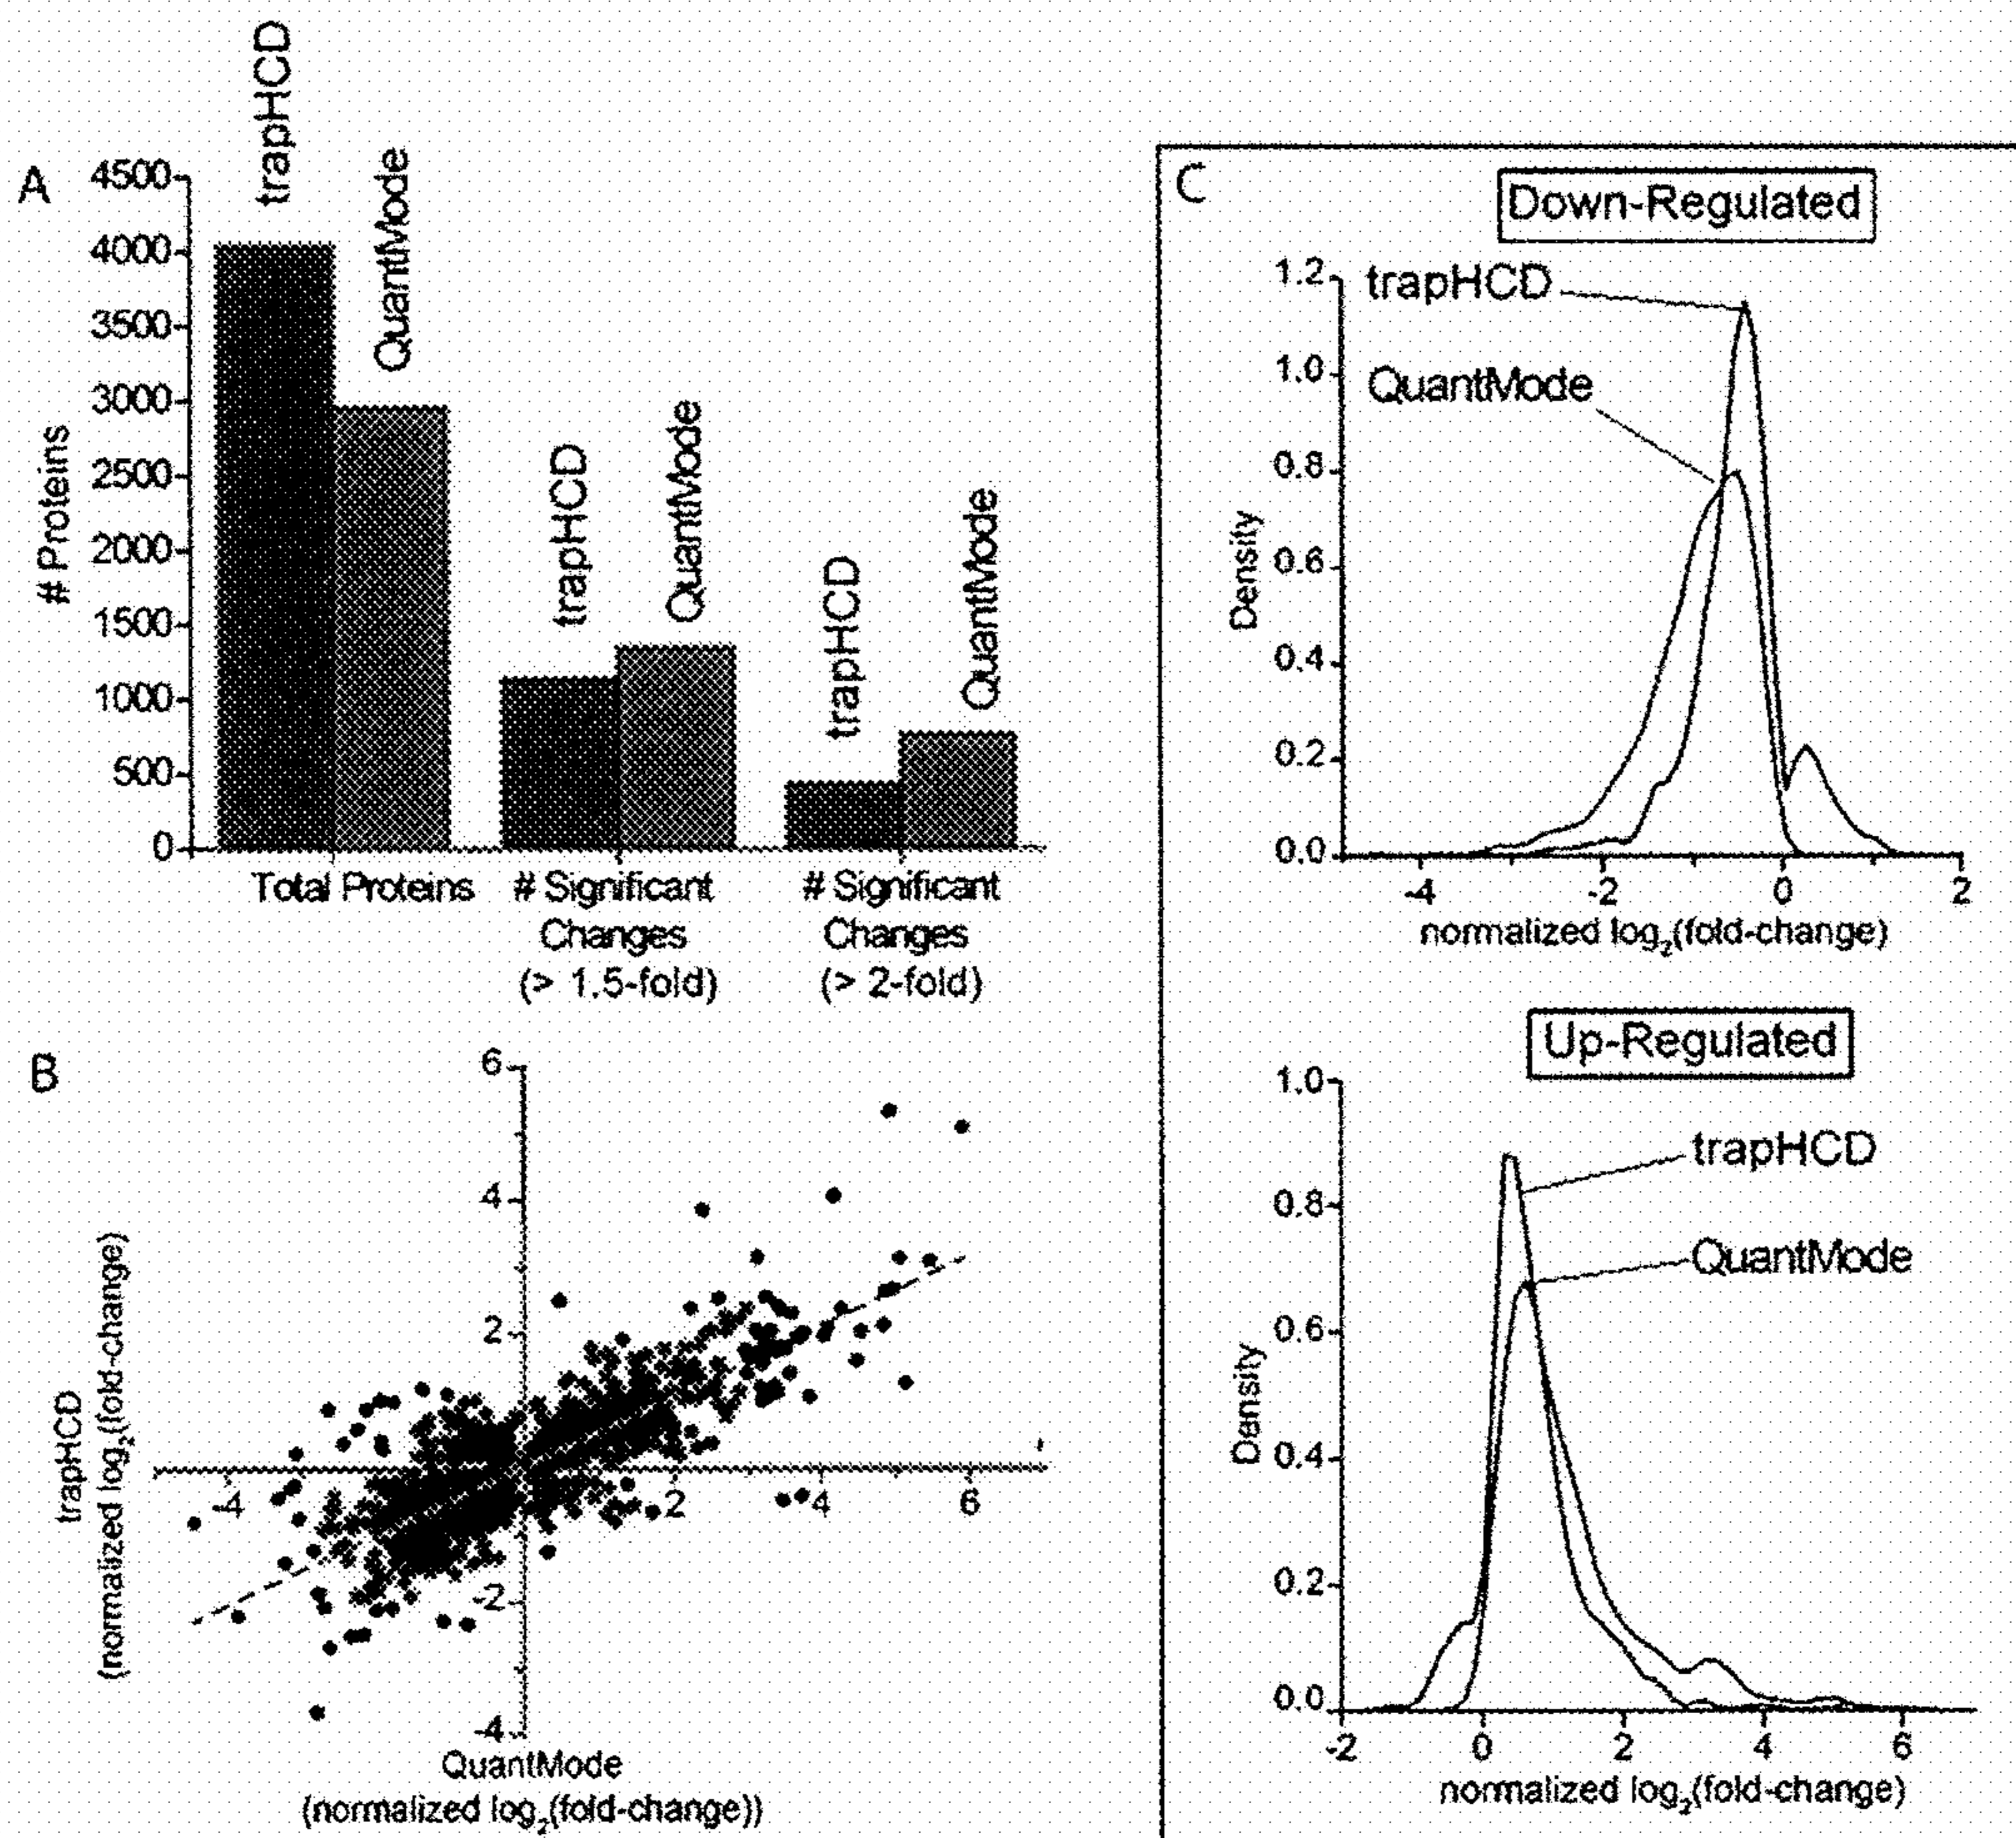 A
4500
4000
3500
3000
2500
2000
1500
1000
500
0
# Proteins
trapHCD
QuantMode
trapHCD
QuantMode
trapHCD
QuantMode
Total Proteins
# Significant
Changes
(> 1.5-fold)
# Significant
Changes
(> 2-fold)
B
6
4
2
-2
-4
-4
2
4
6
trapHCD
(normalized log2(fold-change)
QuantMode
(normalized log2(fold-change))
C
Down-Regulated
1.2
1.0
0.8
0.6
0.4
0.2
0.0
Density
trapHCD
QuantMode
-4
-2
0
2
normalized log2(fold-change)
Up-Regulated
1.0
0.8
0.6
0.4
0.2
0.0
Density
trapHCD
QuantMode
-2
0
2
4
6
normalized log2(fold-change)